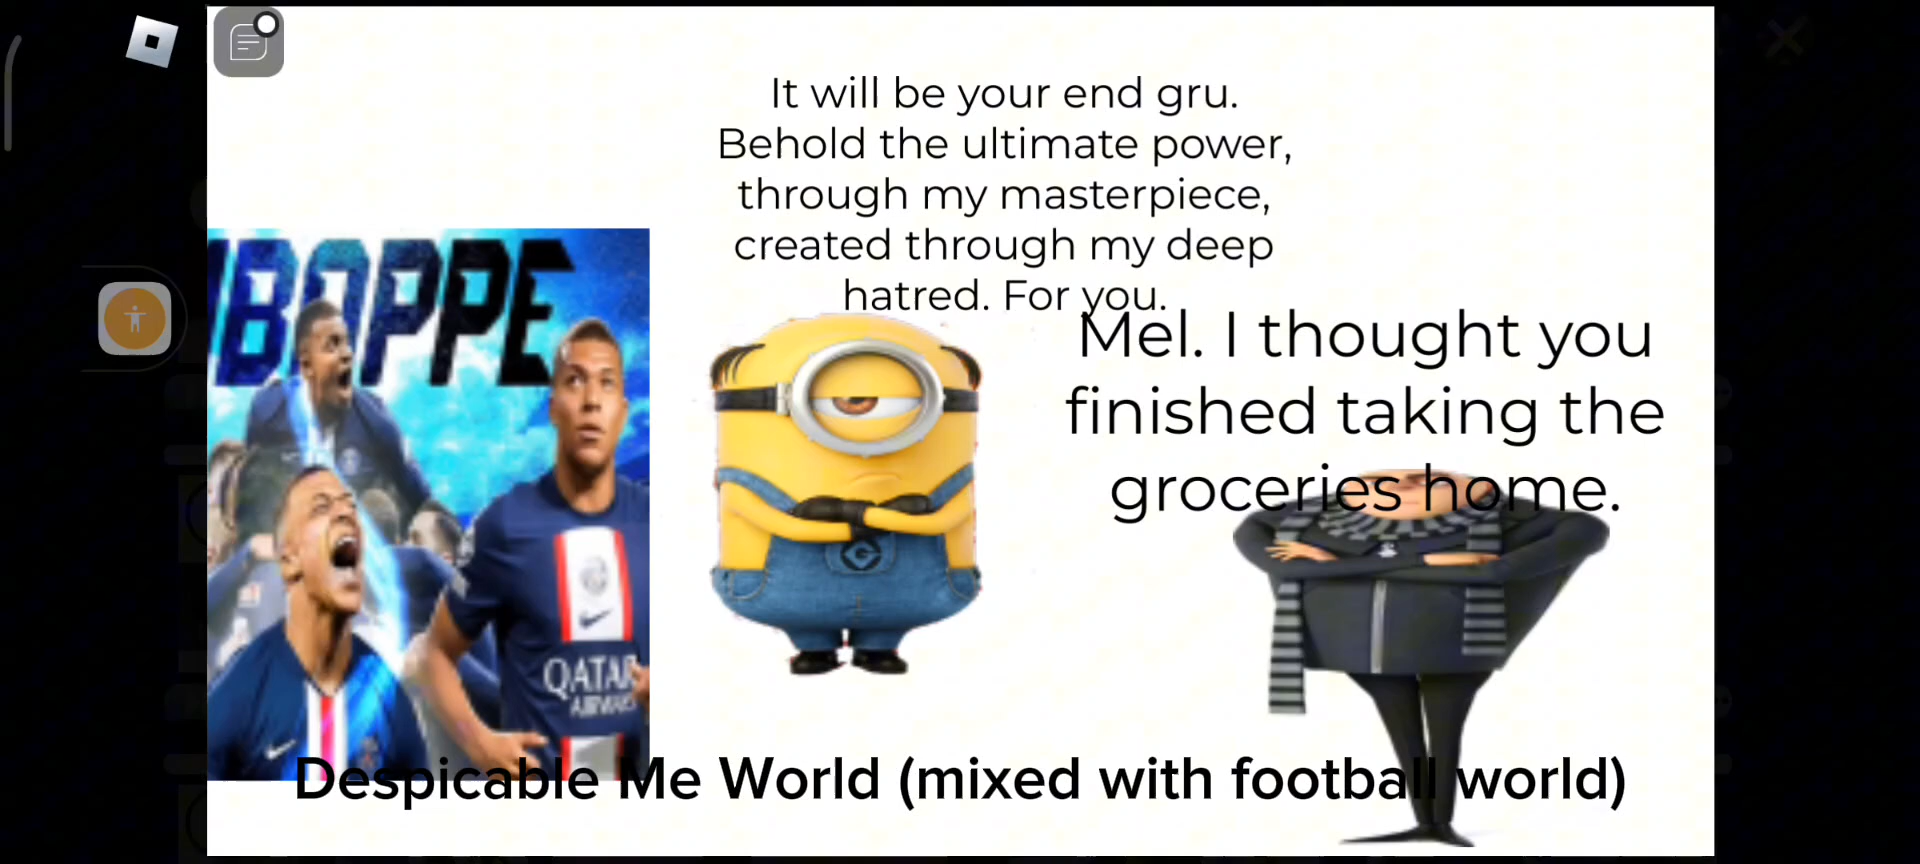 It will be your end gru.
Behold the ultimate power,
through my masterpiece,
created through my deep
hatred. For you.
Mel. I thought you
finished taking the
groceries home.
BAPPE
QATAR
AIRWAYS
Despicable Me World (mixed with football world)